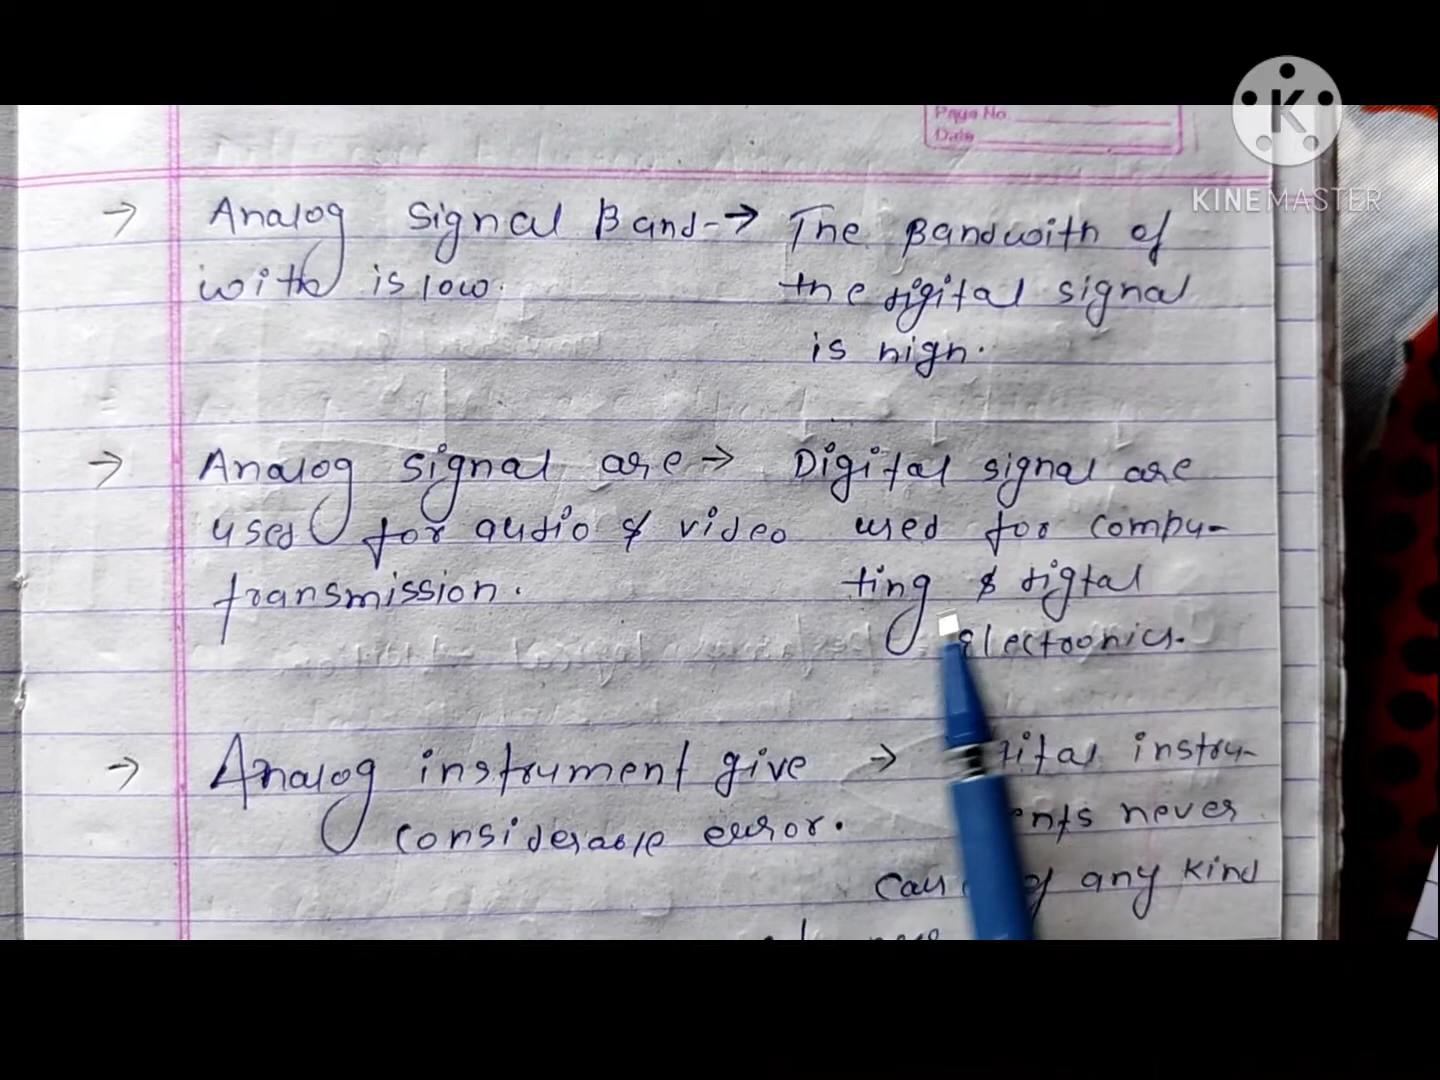 Page No.
Date
KINEMASTER
→ Analog signal Band-
with is low.
→ The Bandwith of
the digital signal
is high.
→ Analog signal are
used for audio & video
transmission.
→ Digital signal are
used for compu-
ting & digtal
electronics.
→ Analog instrument give
considerable error.
→ instru-
never
any kind